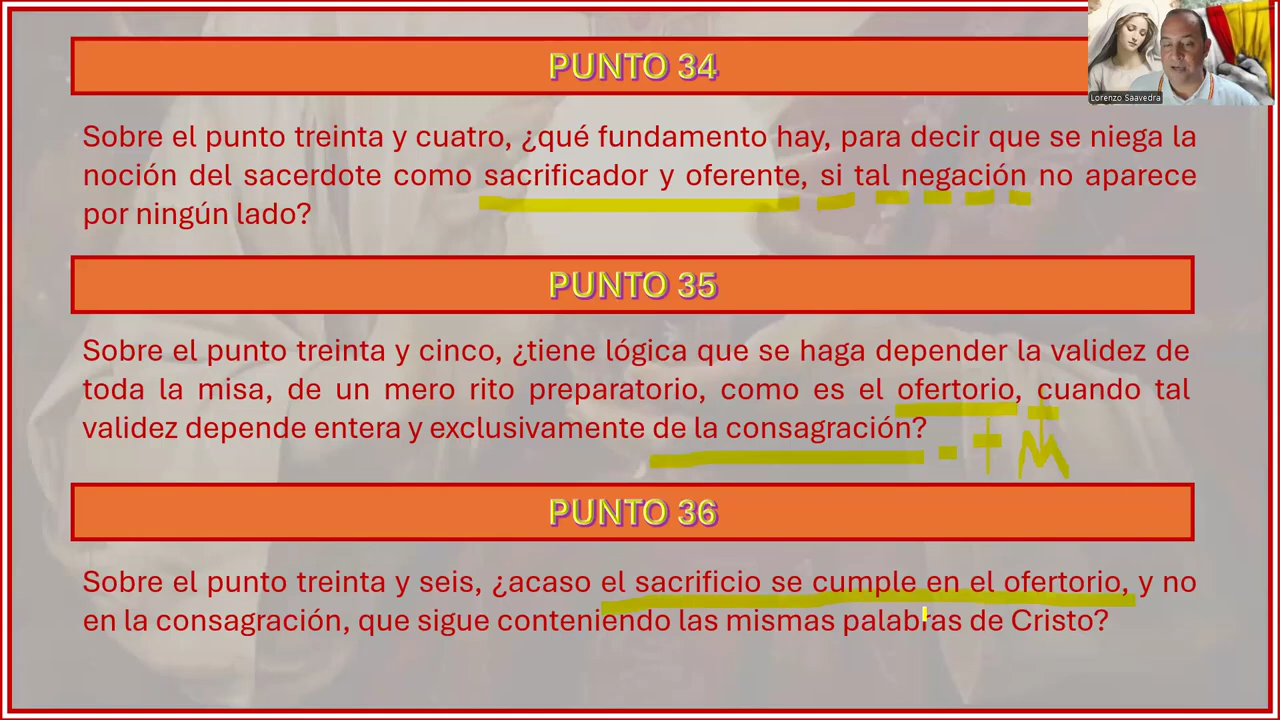 PUNTO 34
Lorenzo Saavedra
Sobre el punto treinta y cuatro, ¿qué fundamento hay, para decir que se niega la
noción del sacerdote como sacrificador y oferente, si tal negación no aparece
por ningún lado?
PUNTO 35
Sobre el punto treinta y cinco, ¿tiene lógica que se haga depender la validez de
toda la misa, de un mero rito preparatorio, como es el ofertorio, cuando tal
validez depende entera y exclusivamente de la consagración?
PUNTO 36
Sobre el punto treinta y seis, ¿acaso el sacrificio se cumple en el ofertorio, y no
en la consagración, que sigue conteniendo las mismas palabras de Cristo?